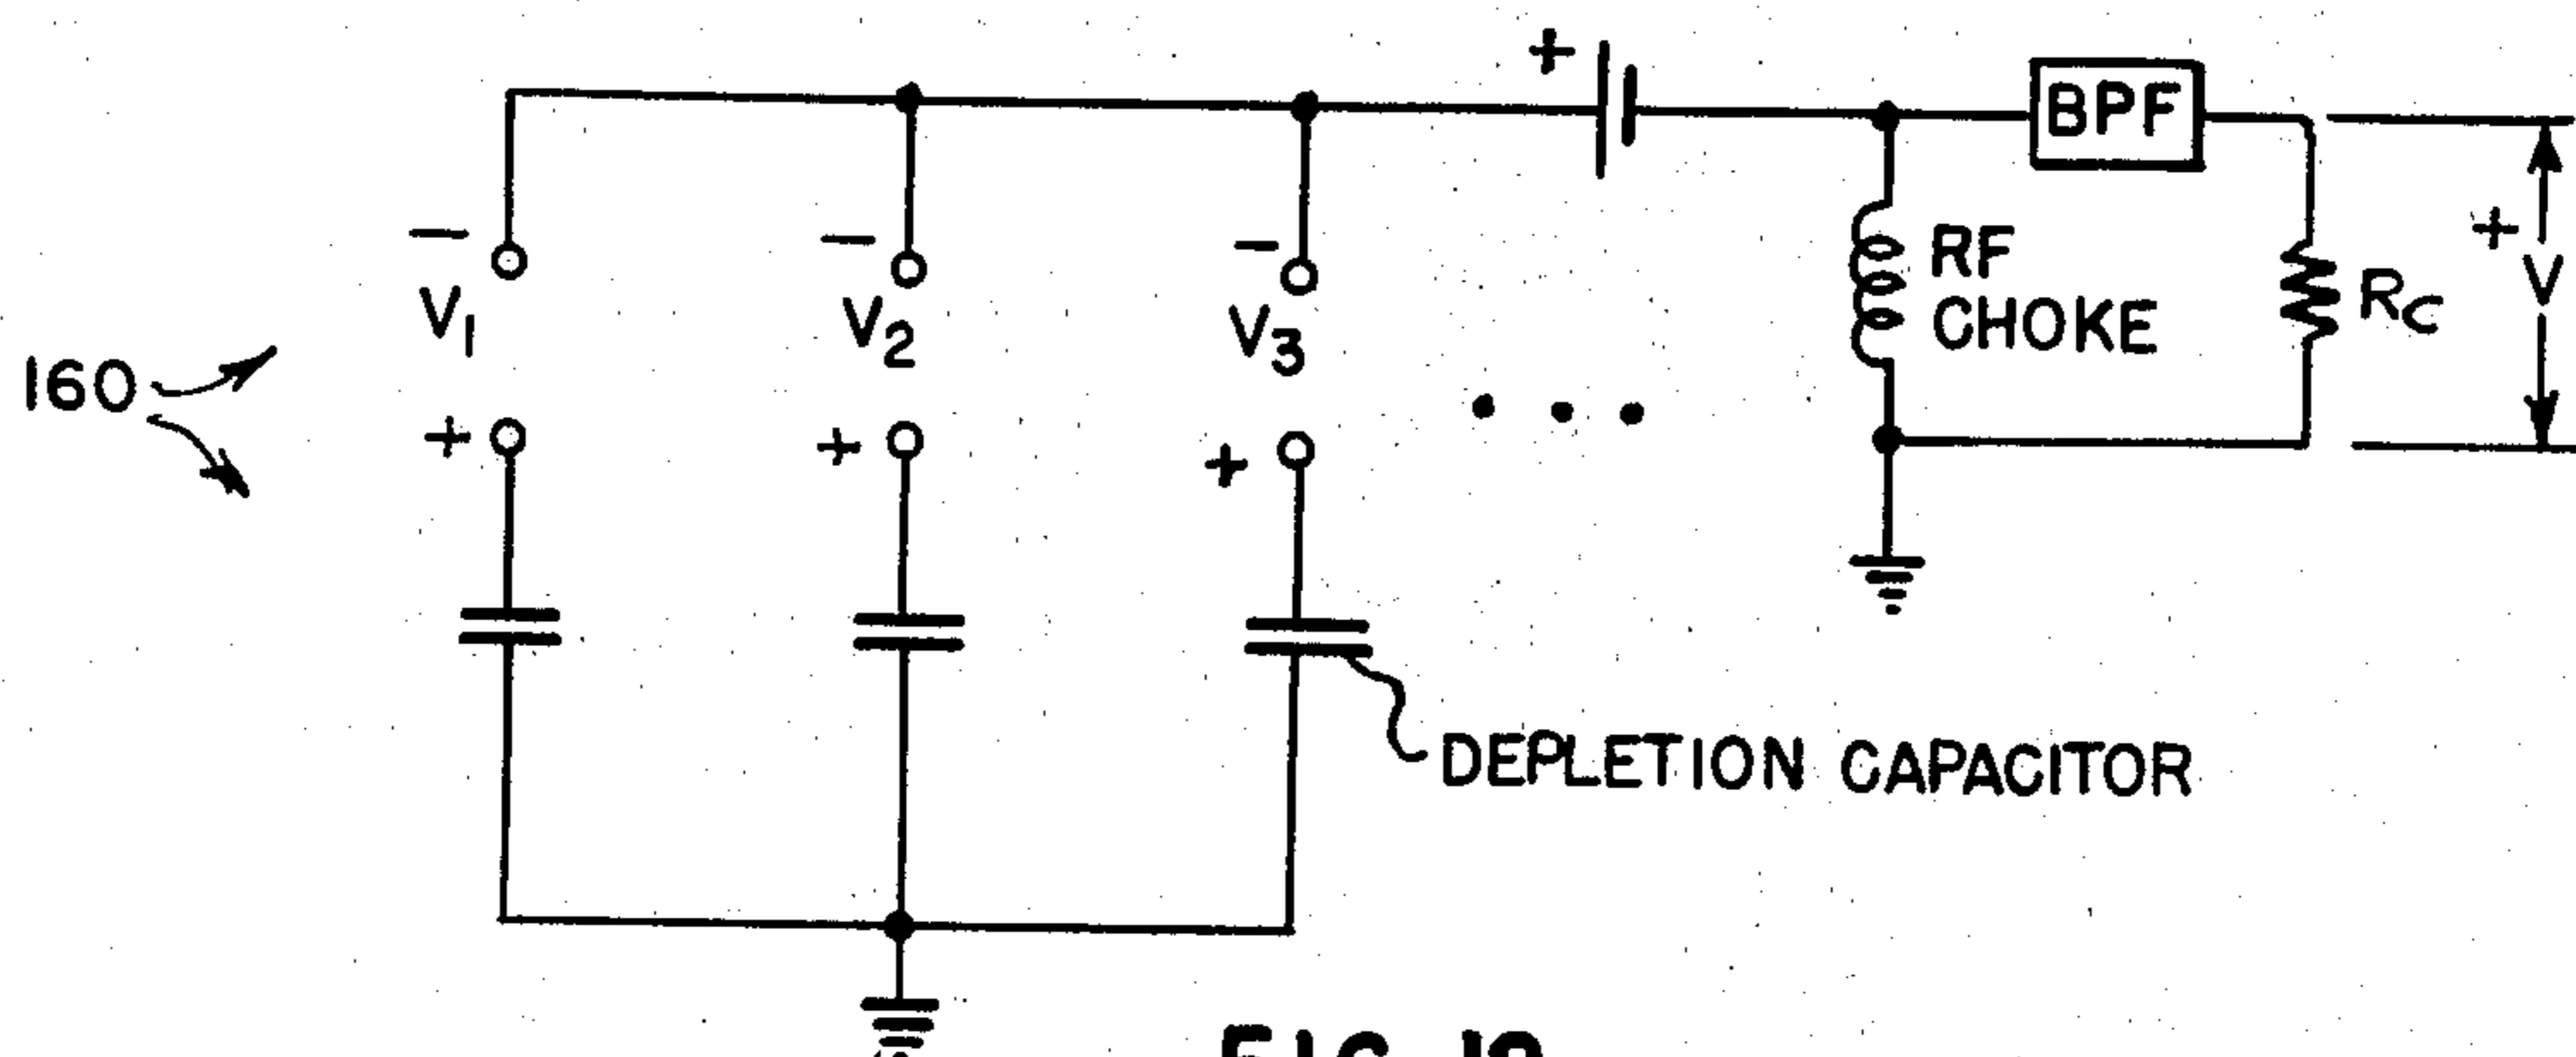 +
BPF
− − −
V1 V2 V3
RF
CHOKE
RC
+
V
160
+ + +
DEPLETION CAPACITOR